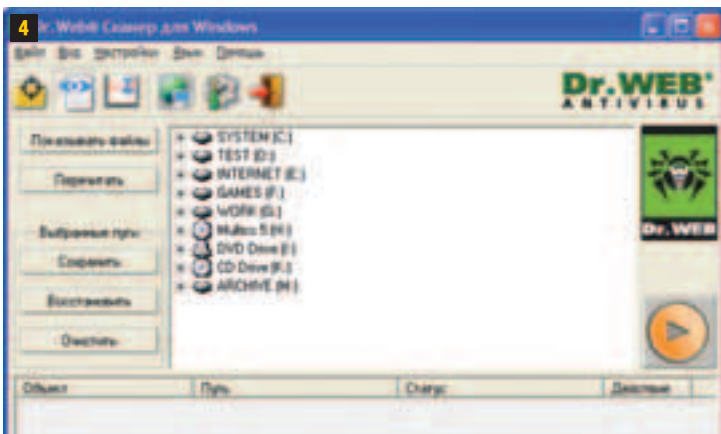 4
Dr.Web® Сканер для Windows
Файл Вид Настройки Язык Помощь
Dr.WEB®
ANTIVIRUS
Показывать файлы
Перечитать
Выбранные пути
Сохранить
Восстановить
Очистить
SYSTEM (C:)
TEST (D:)
INTERNET (E:)
GAMES (F:)
WORK (G:)
DVD Drive (I:)
CD Drive
ARCHIVE
Dr.WEB
Объект Путь Статус Действие